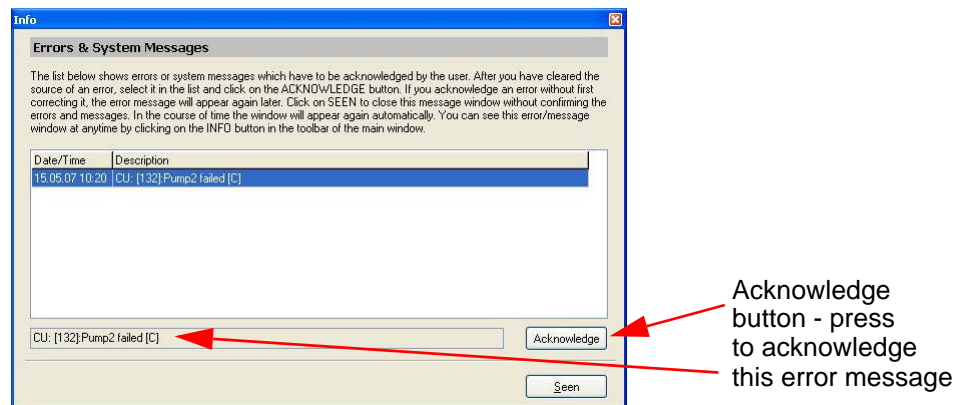 Info
Errors & System Messages
The list below shows errors or system messages which have to be acknowledged by the user. After you have cleared the
source of an error, select it in the list and click on the ACKNOWLEDGE button. If you acknowledge an error without first
correcting it, the error message will appear again later. Click on SEEN to close this message window without confirming the
errors and messages. In the course of time the window will appear again automatically. You can see this error/message
window at anytime by clicking on the INFO button in the toolbar of the main window.
Date/Time Description
15.05.07 10:20 CU: [132]:Pump2 failed [C]
CU: [132]:Pump2 failed [C]
Acknowledge
Seen
Acknowledge
button - press
to acknowledge
this error message